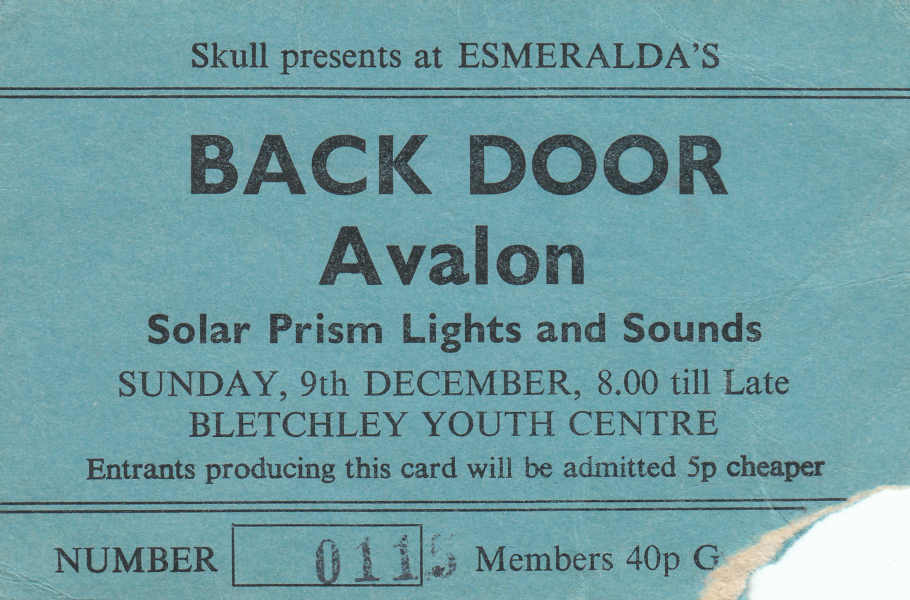 Skull presents at ESMERALDA'S
BACK DOOR
Avalon
Solar Prism Lights and Sounds
SUNDAY, 9th DECEMBER, 8.00 till Late
BLETCHLEY YOUTH CENTRE
Entrants producing this card will be admitted 5p cheaper
NUMBER 0115 Members 40p G